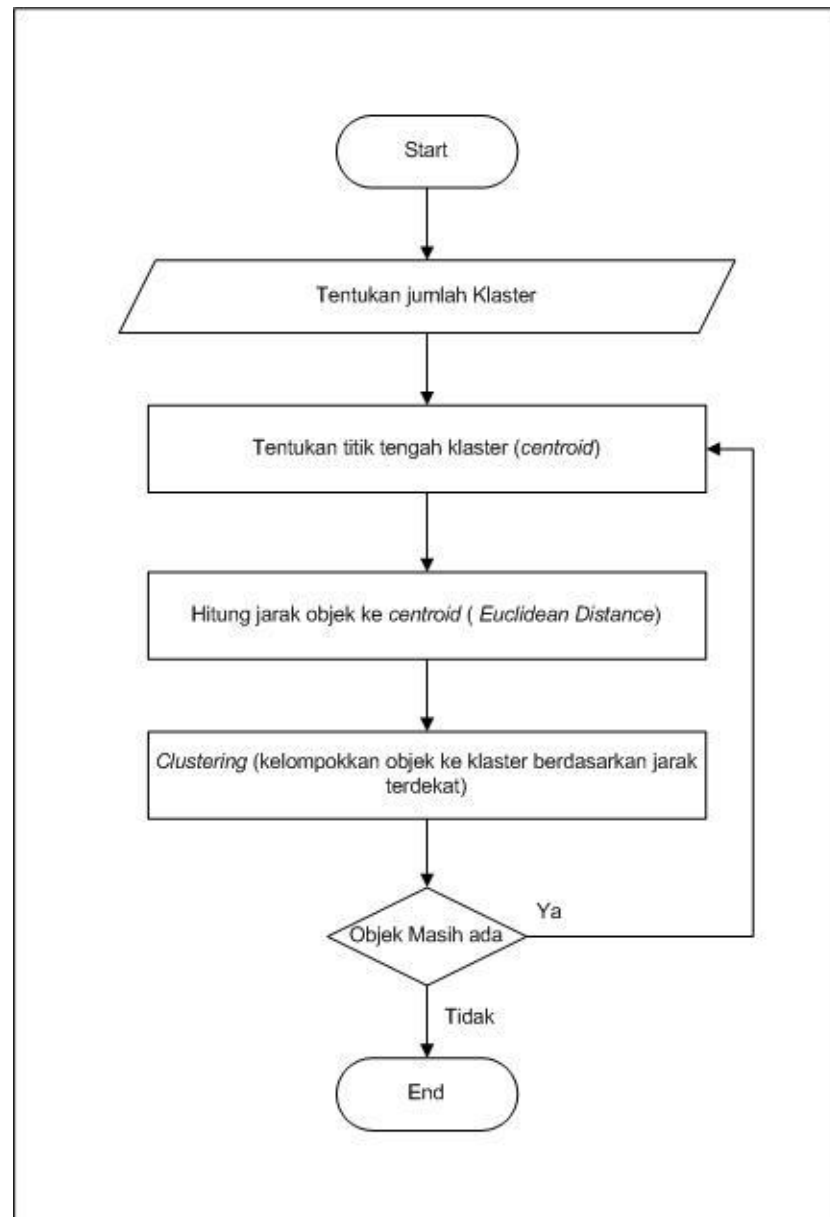 Start
Tentukan jumlah Klaster
Tentukan titik tengah klaster (centroid)
Hitung jarak objek ke centroid ( Euclidean Distance)
Clustering (kelompokkan objek ke klaster berdasarkan jarak
terdekat)
Objek Masih ada
Ya
Tidak
End